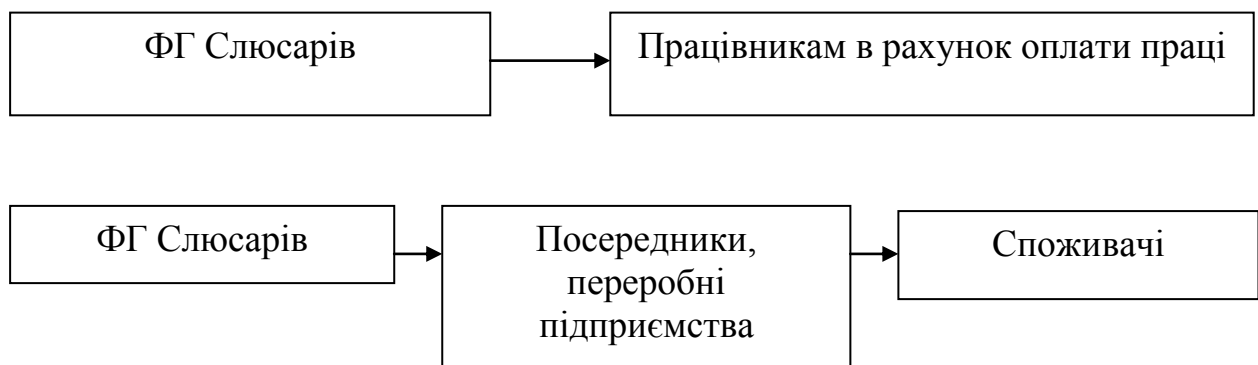 ФГ Слюсарів
Працівникам в рахунок оплати праці
ФГ Слюсарів
Посередники,
переробні
підприємства
Споживачі